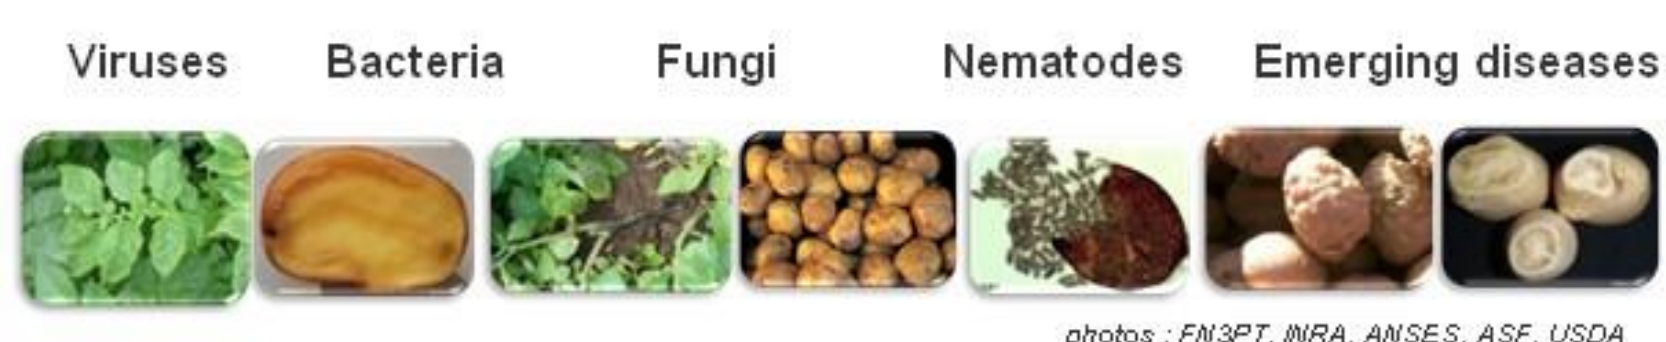 Viruses Bacteria Fungi Nematodes Emerging diseases
photos : FN3PT, INRA, ANSES, ASF, USDA